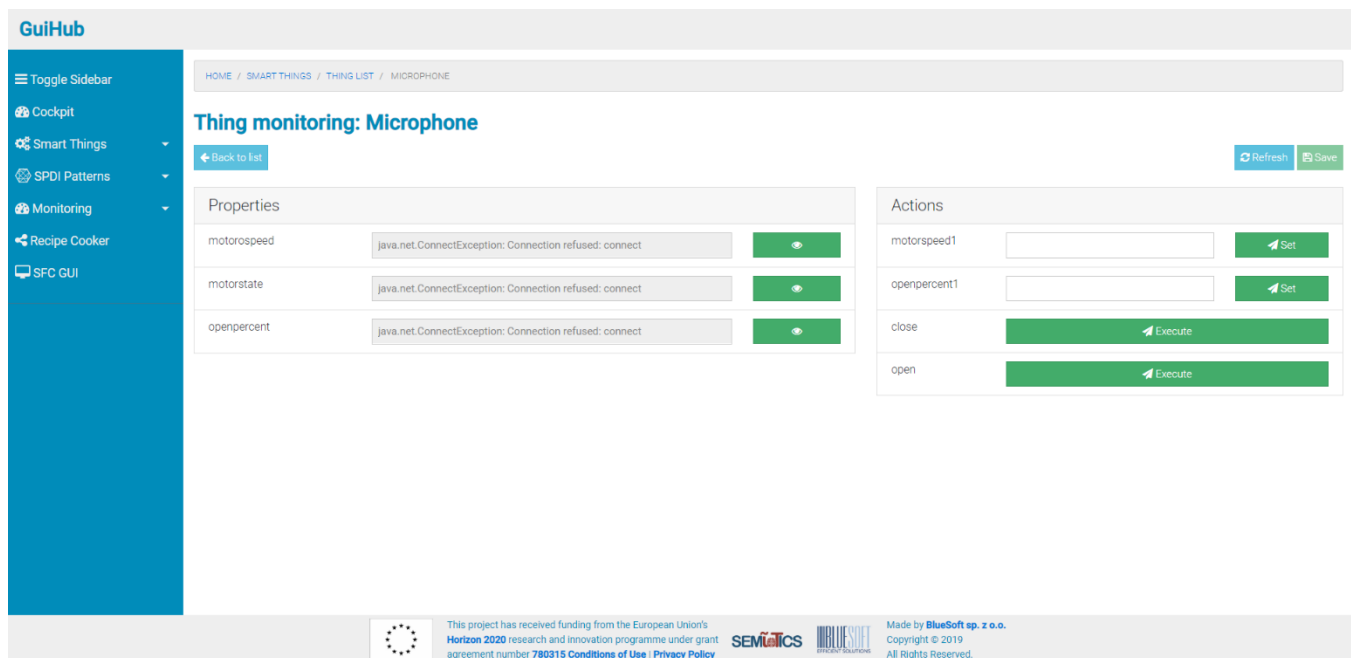 GuiHub
Toggle Sidebar
Cockpit
Smart Things
SPDI Patterns
Monitoring
Recipe Cooker
SFC GUI
HOME / SMART THINGS / THING LIST / MICROPHONE
Thing monitoring: Microphone
Back to list
Refresh
Save
Properties
motorospeed
java.net.ConnectException: Connection refused: connect
motorstate
java.net.ConnectException: Connection refused: connect
openpercent
java.net.ConnectException: Connection refused: connect
Actions
motorspeed1
Set
openpercent1
Set
close
Execute
open
Execute
This project has received funding from the European Union's
Horizon 2020 research and innovation programme under grant
agreement number 780315 Conditions of Use | Privacy Policy
SEMIoTICS
BLUESOFT
EFFICIENT SOLUTIONS
Made by BlueSoft sp. z o.o.
Copyright © 2019
All Rights Reserved.